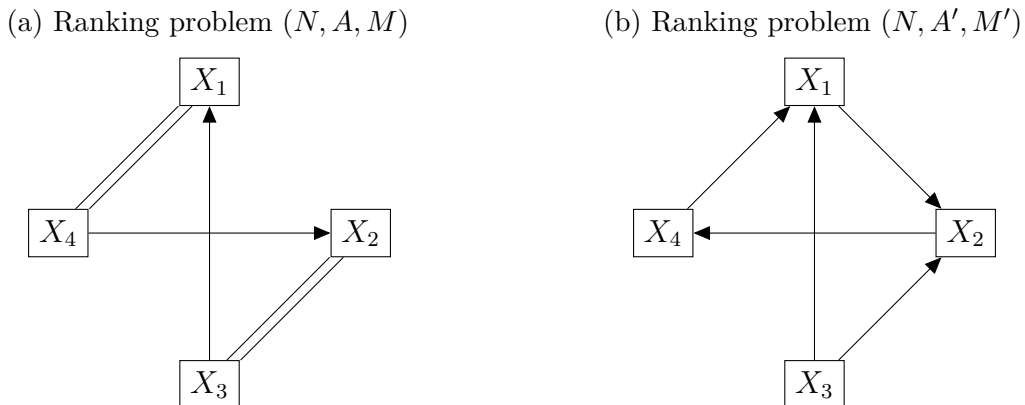 (a) Ranking problem (N, A, M)
X₁
X₄
X₂
X₃
(b) Ranking problem (N, A′, M′)
X₁
X₄
X₂
X₃